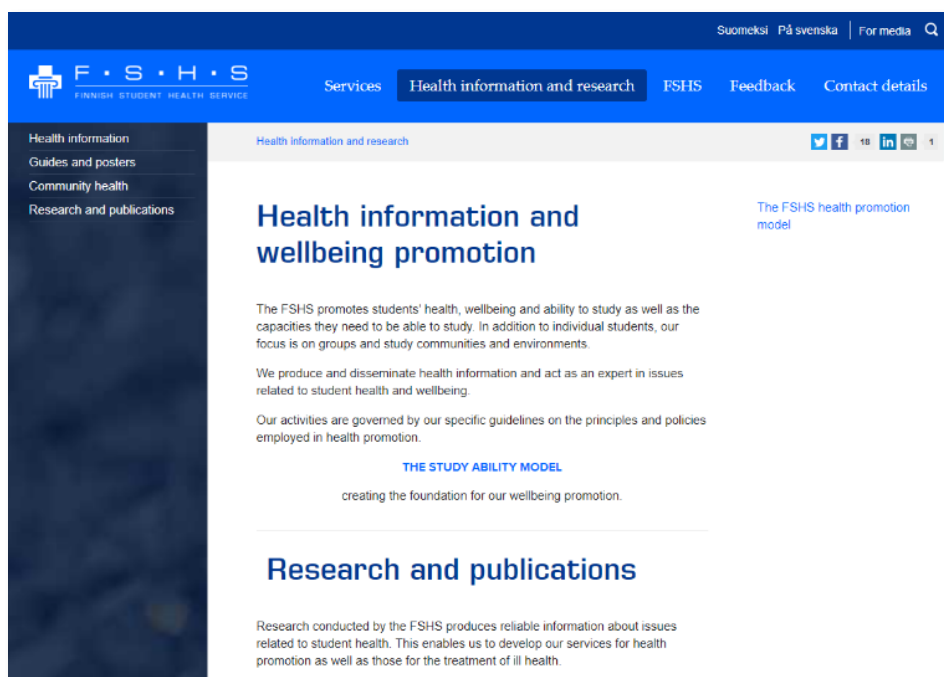 Suomeksi På svenska For media
F • S • H • S
FINNISH STUDENT HEALTH SERVICE
Services Health information and research FSHS Feedback Contact details
Health information
Guides and posters
Community health
Research and publications
Health information and research
18 1
Health information and
wellbeing promotion
The FSHS promotes students' health, wellbeing and ability to study as well as the
capacities they need to be able to study. In addition to individual students, our
focus is on groups and study communities and environments.
We produce and disseminate health information and act as an expert in issues
related to student health and wellbeing.
Our activities are governed by our specific guidelines on the principles and policies
employed in health promotion.
THE STUDY ABILITY MODEL
creating the foundation for our wellbeing promotion.
The FSHS health promotion
model
Research and publications
Research conducted by the FSHS produces reliable information about issues
related to student health. This enables us to develop our services for health
promotion as well as those for the treatment of ill health.